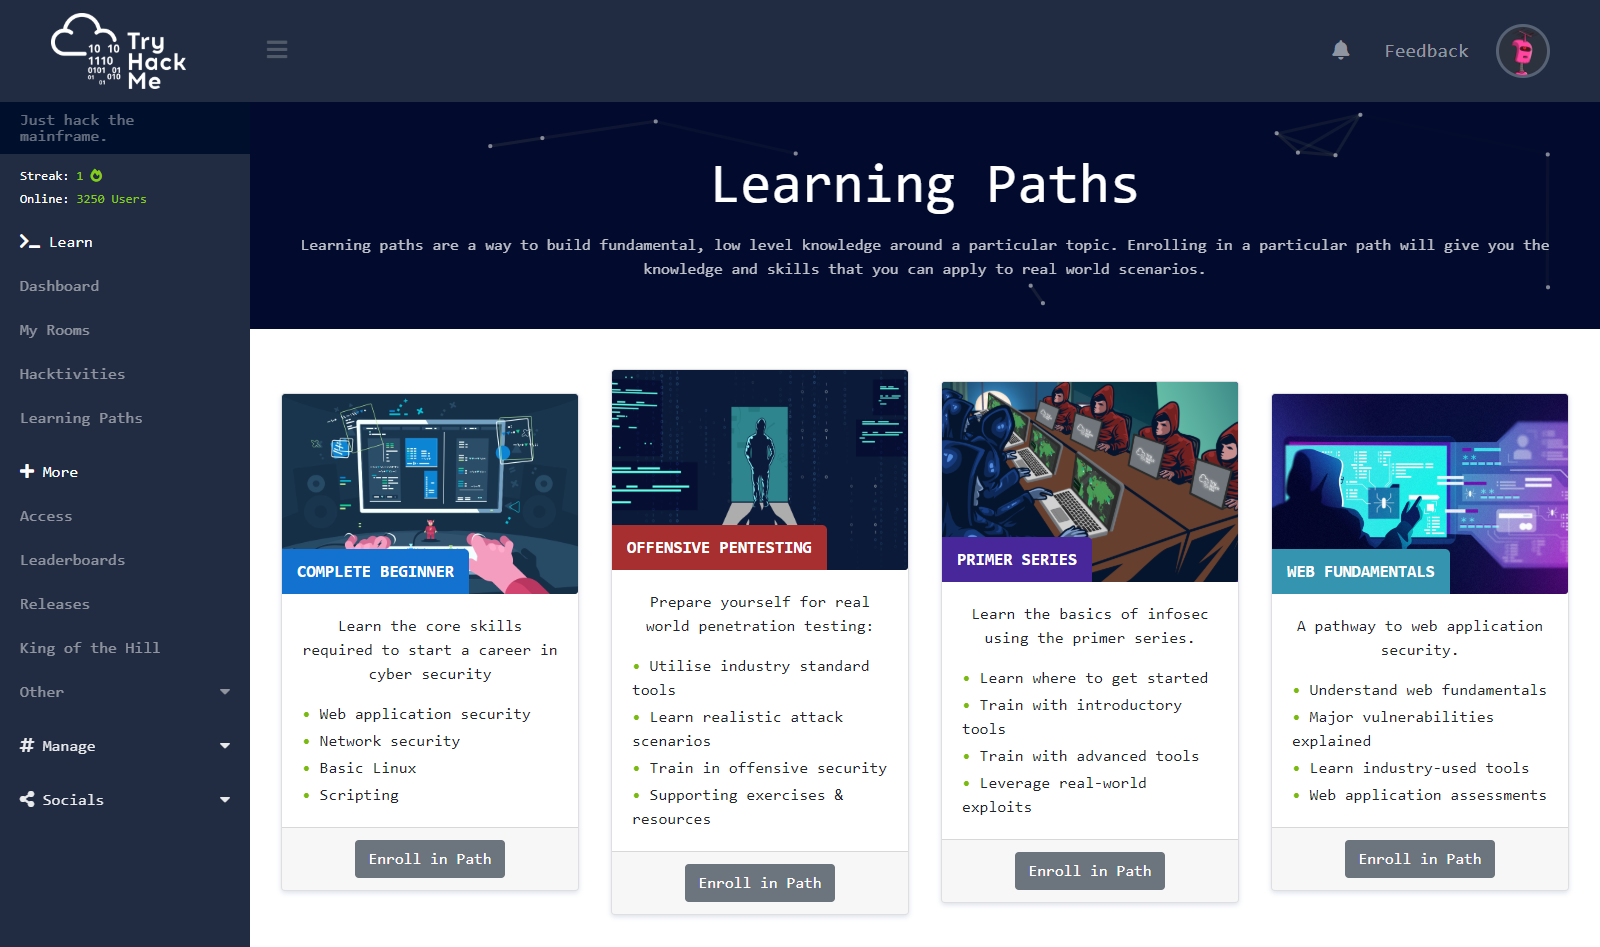 10 10
1110
0101 01
01 010
01
Try
Hack
Me
Feedback
Just hack the
mainframe.
Streak: 1
Online: 3250 Users
Learn
Dashboard
My Rooms
Hacktivities
Learning Paths
More
Access
Leaderboards
Releases
King of the Hill
Other
Manage
Socials
Learning Paths
Learning paths are a way to build fundamental, low level knowledge around a particular topic. Enrolling in a particular path will give you the
knowledge and skills that you can apply to real world scenarios.
COMPLETE BEGINNER
Learn the core skills
required to start a career in
cyber security
• Web application security
• Network security
• Basic Linux
• Scripting
Enroll in Path
OFFENSIVE PENTESTING
Prepare yourself for real
world penetration testing:
• Utilise industry standard
tools
• Learn realistic attack
scenarios
• Train in offensive security
• Supporting exercises &
resources
Enroll in Path
PRIMER SERIES
Learn the basics of infosec
using the primer series.
• Learn where to get started
• Train with introductory
tools
• Train with advanced tools
• Leverage real-world
exploits
Enroll in Path
WEB FUNDAMENTALS
A pathway to web application
security.
• Understand web fundamentals
• Major vulnerabilities
explained
• Learn industry-used tools
• Web application assessments
Enroll in Path